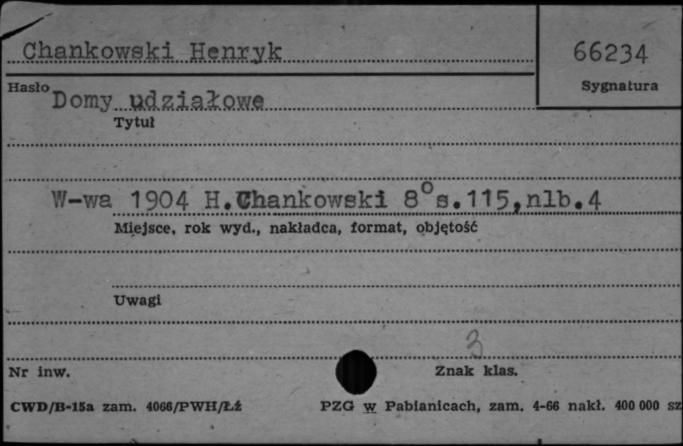 Chankowski Henryk 66234
Hasło Sygnatura
Domy udziałowe
Tytuł
W-wa 1904 H.Chankowski 8° s.115,nlb.4
Miejsce, rok wyd., nakładca, format, objętość
Uwagi
3
Nr inw. Znak klas.
CWD/B-15a zam. 4066/PWH/Łź PZG w Pabianicach, zam. 4-66 nakł. 400 000 sz